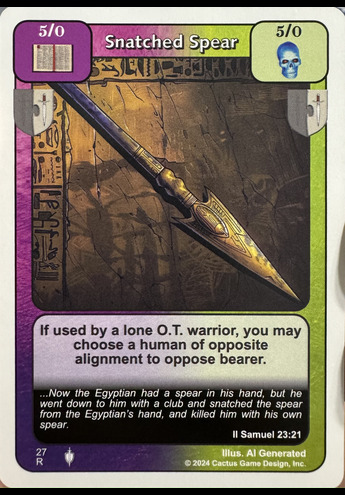 5/0
Snatched Spear
5/0
If used by a lone O.T. warrior, you may
choose a human of opposite
alignment to oppose bearer.
...Now the Egyptian had a spear in his hand, but he
went down to him with a club and snatched the spear
from the Egyptian's hand, and killed him with his own
spear.
II Samuel 23:21
27
R
Illus. AI Generated
© 2024 Cactus Game Design, Inc.